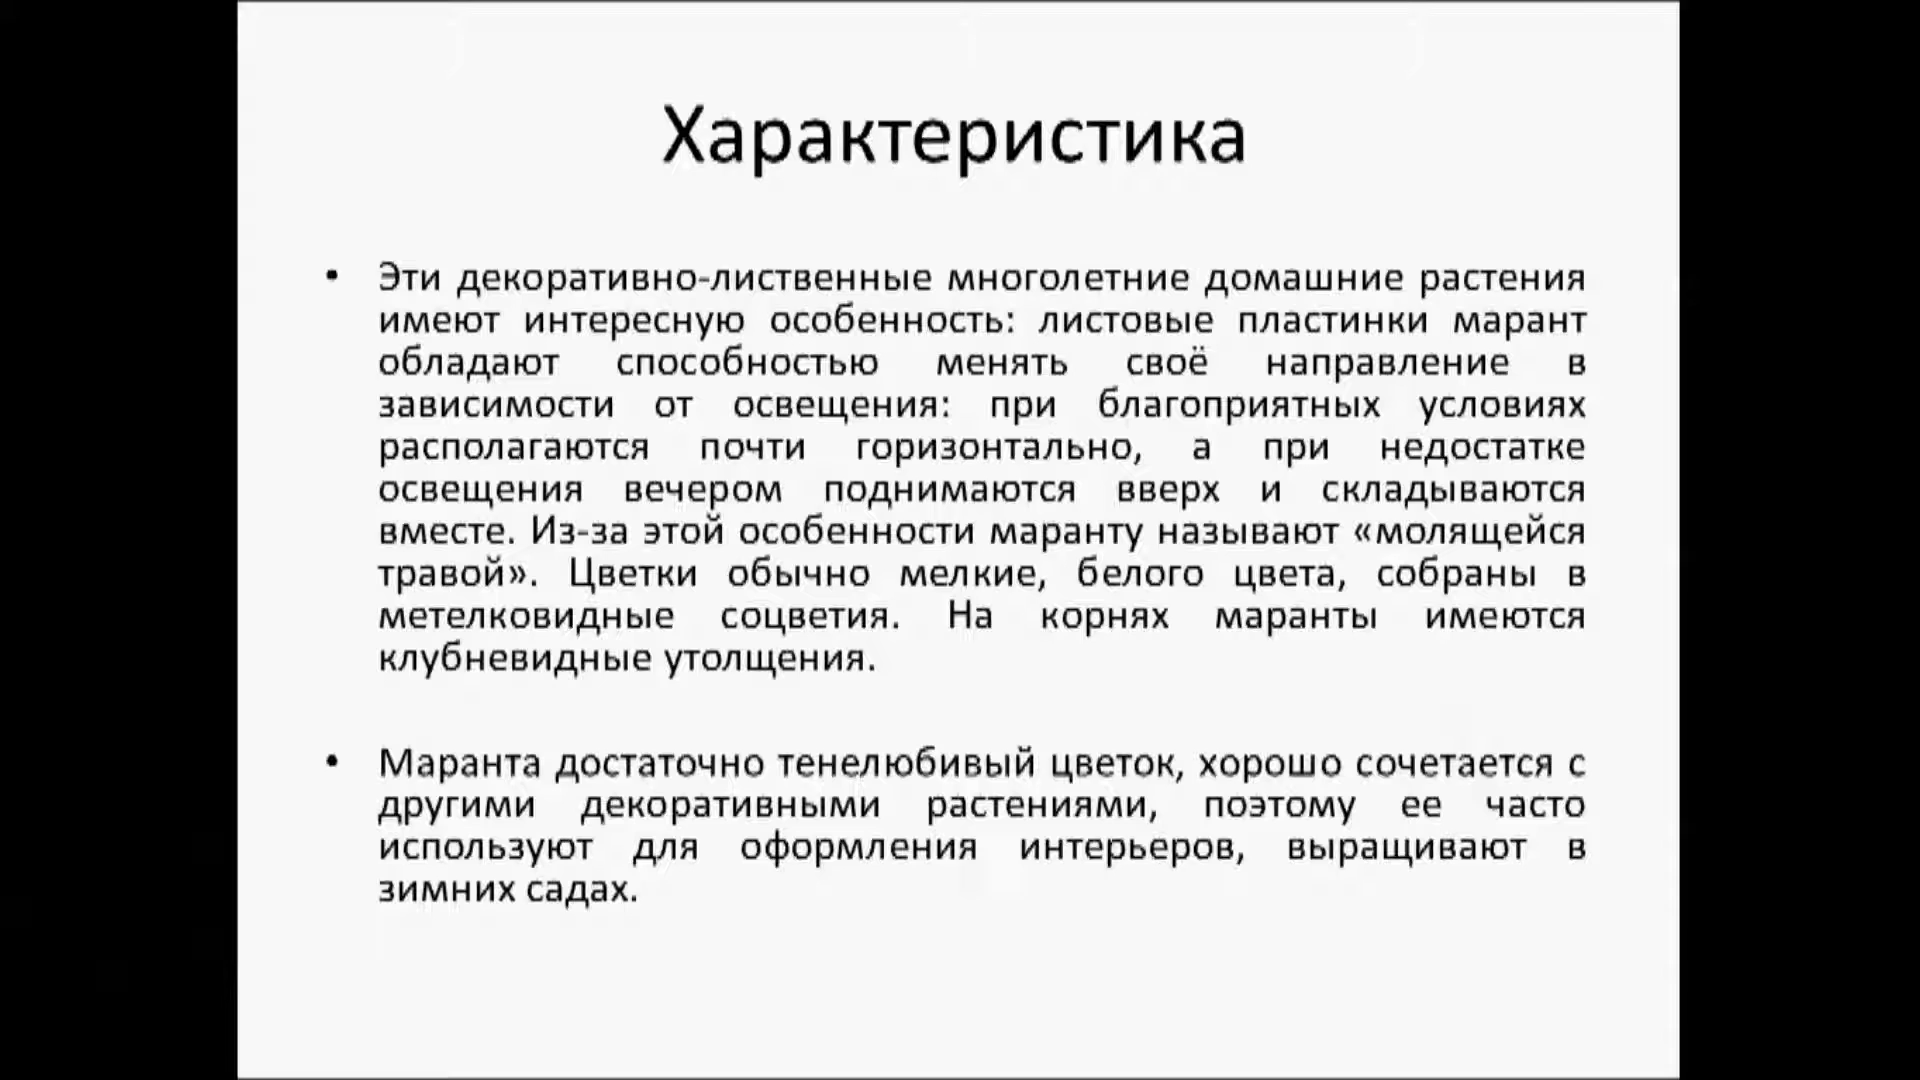 Характеристика
• Эти декоративно-лиственные многолетние домашние растения
имеют интересную особенность: листовые пластинки марант
обладают способностью менять своё направление в
зависимости от освещения: при благоприятных условиях
располагаются почти горизонтально, а при недостатке
освещения вечером поднимаются вверх и складываются
вместе. Из-за этой особенности маранту называют «молящейся
травой». Цветки обычно мелкие, белого цвета, собраны в
метелковидные соцветия. На корнях маранты имеются
клубневидные утолщения.
• Маранта достаточно тенелюбивый цветок, хорошо сочетается с
другими декоративными растениями, поэтому ее часто
используют для оформления интерьеров, выращивают в
зимних садах.